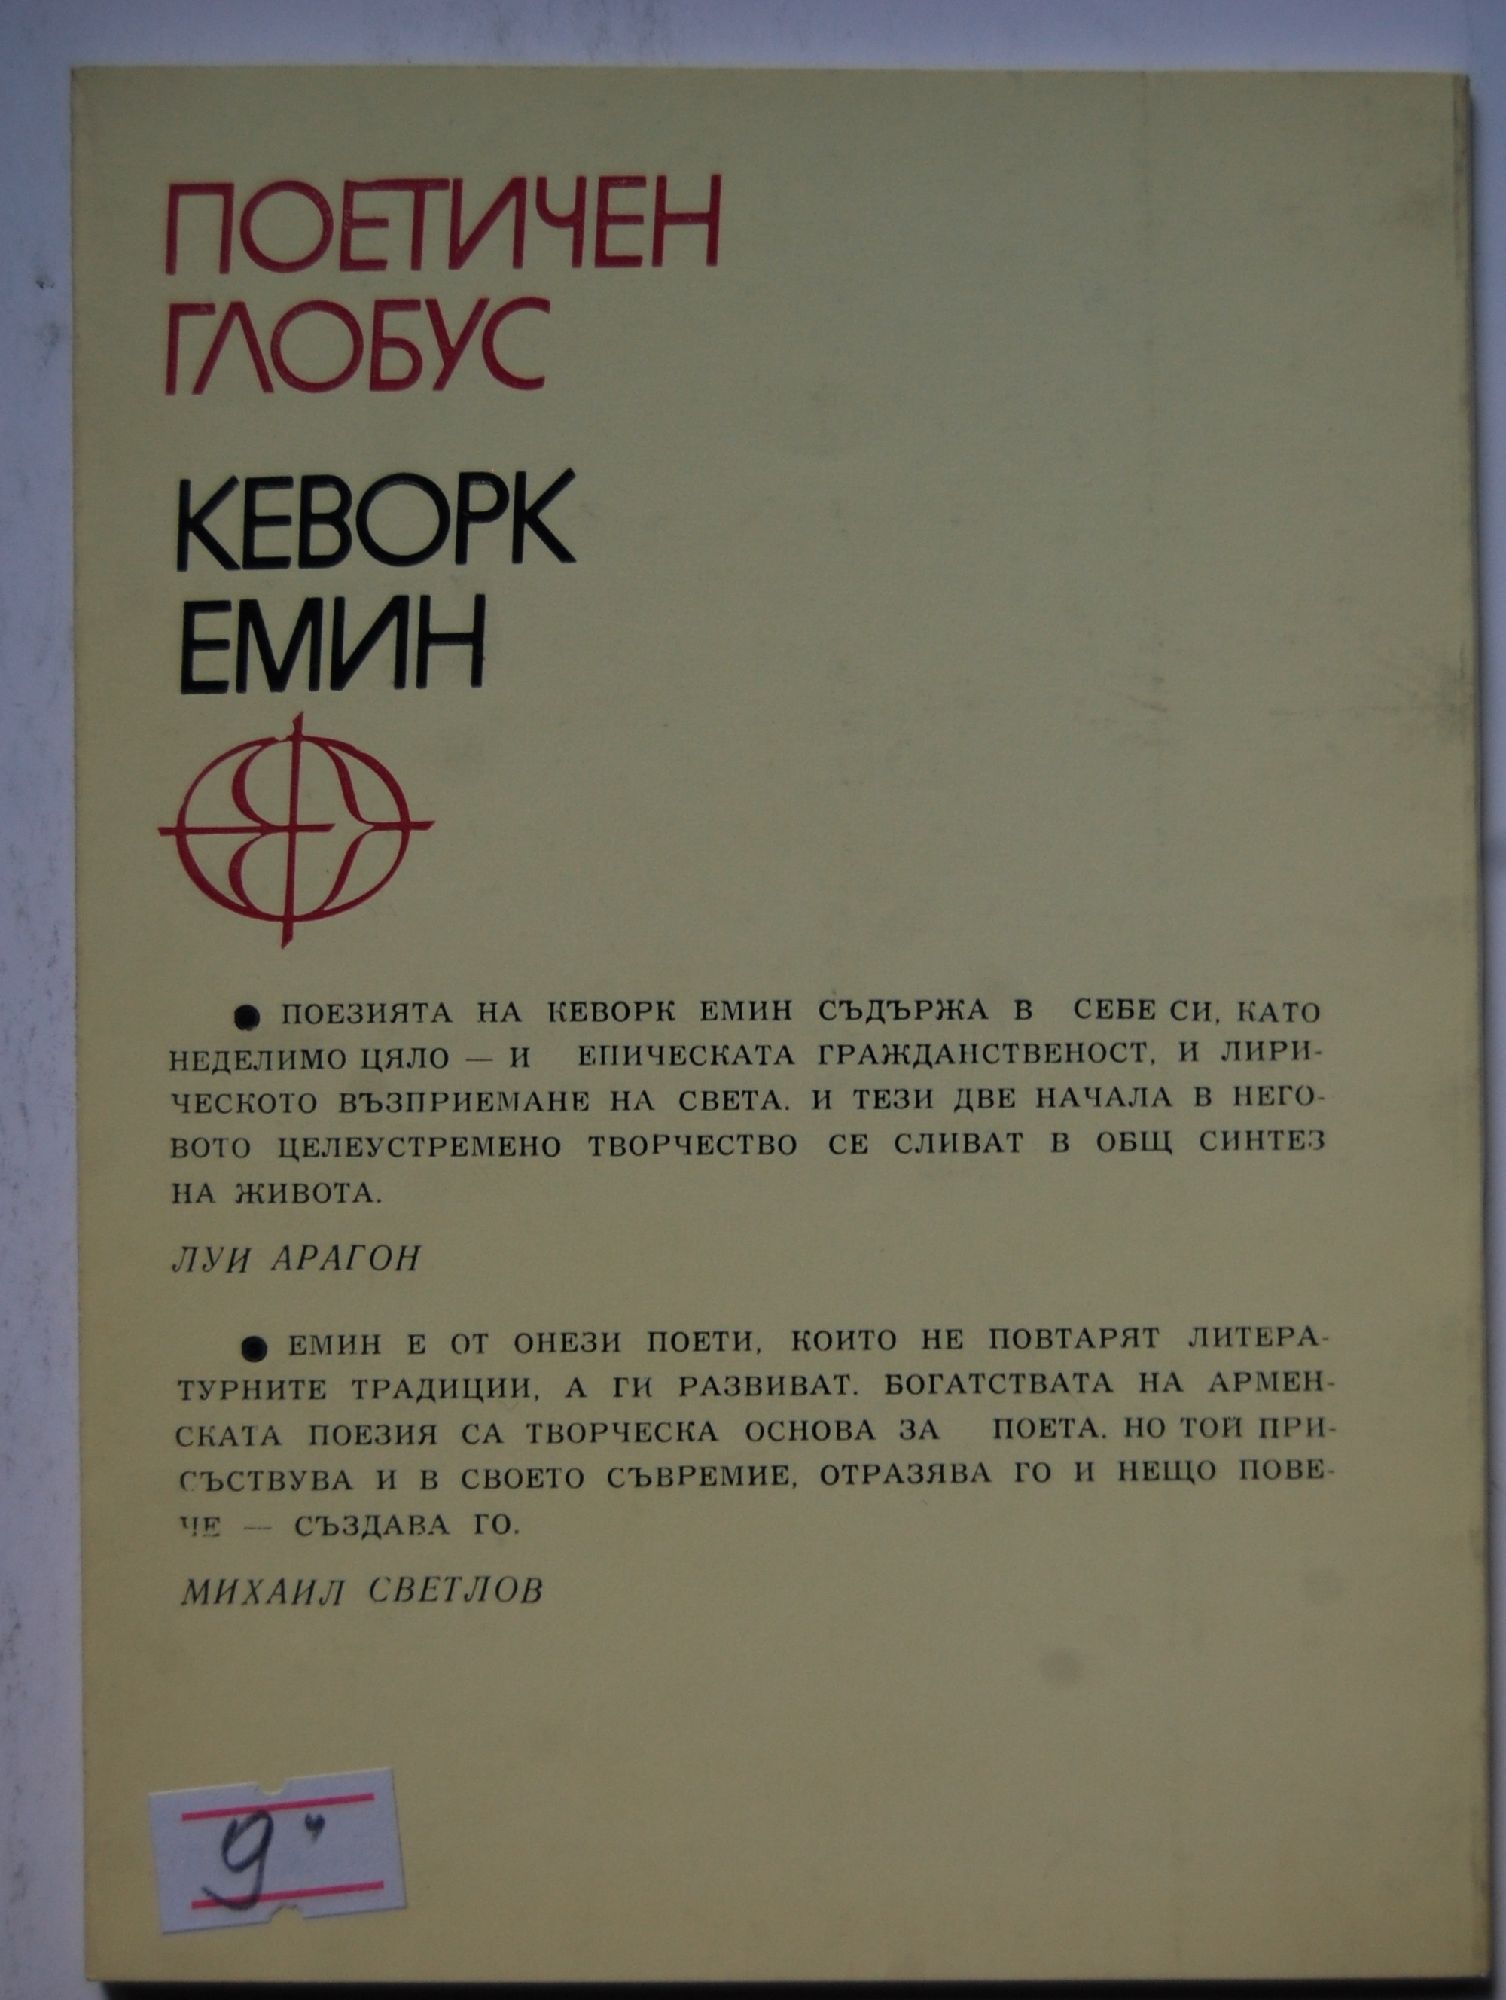 ПОЕТИЧЕН
ГЛОБУС
КЕВОРК
ЕМИН
● ПОЕЗИЯТА НА КЕВОРК ЕМИН СЪДЪРЖА В СЕБЕ СИ, КАТО
НЕДЕЛИМО ЦЯЛО — И ЕПИЧЕСКАТА ГРАЖДАНСТВЕНОСТ, И ЛИРИ-
ЧЕСКОТО ВЪЗПРИЕМАНЕ НА СВЕТА. И ТЕЗИ ДВЕ НАЧАЛА В НЕГО-
ВОТО ЦЕЛЕУСТРЕМЕНО ТВОРЧЕСТВО СЕ СЛИВАТ В ОБЩ СИНТЕЗ
НА ЖИВОТА.
ЛУИ АРАГОН
● ЕМИН Е ОТ ОНЕЗИ ПОЕТИ, КОИТО НЕ ПОВТАРЯТ ЛИТЕРА-
ТУРНИТЕ ТРАДИЦИИ, А ГИ РАЗВИВАТ. БОГАТСТВАТА НА АРМЕН-
СКАТА ПОЕЗИЯ СА ТВОРЧЕСКА ОСНОВА ЗА ПОЕТА. НО ТОЙ ПРИ-
СЪСТВУВА И В СВОЕТО СЪВРЕМИЕ, ОТРАЗЯВА ГО И НЕЩО ПОВЕ-
ЧЕ — СЪЗДАВА ГО.
МИХАИЛ СВЕТЛОВ
9